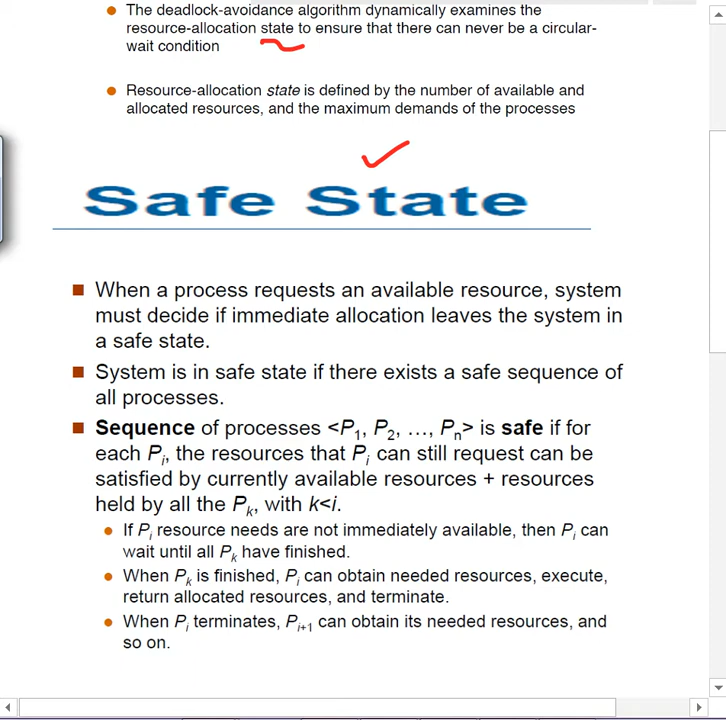 The deadlock-avoidance algorithm dynamically examines the
resource-allocation state to ensure that there can never be a circular-
wait condition
Resource-allocation state is defined by the number of available and
allocated resources, and the maximum demands of the processes
Safe State
When a process requests an available resource, system
must decide if immediate allocation leaves the system in
a safe state.
System is in safe state if there exists a safe sequence of
all processes.
Sequence of processes <P1, P2, …, Pn> is safe if for
each Pi, the resources that Pi can still request can be
satisfied by currently available resources + resources
held by all the Pk, with k<i.
If Pi resource needs are not immediately available, then Pi can
wait until all Pk have finished.
When Pk is finished, Pi can obtain needed resources, execute,
return allocated resources, and terminate.
When Pi terminates, Pi+1 can obtain its needed resources, and
so on.